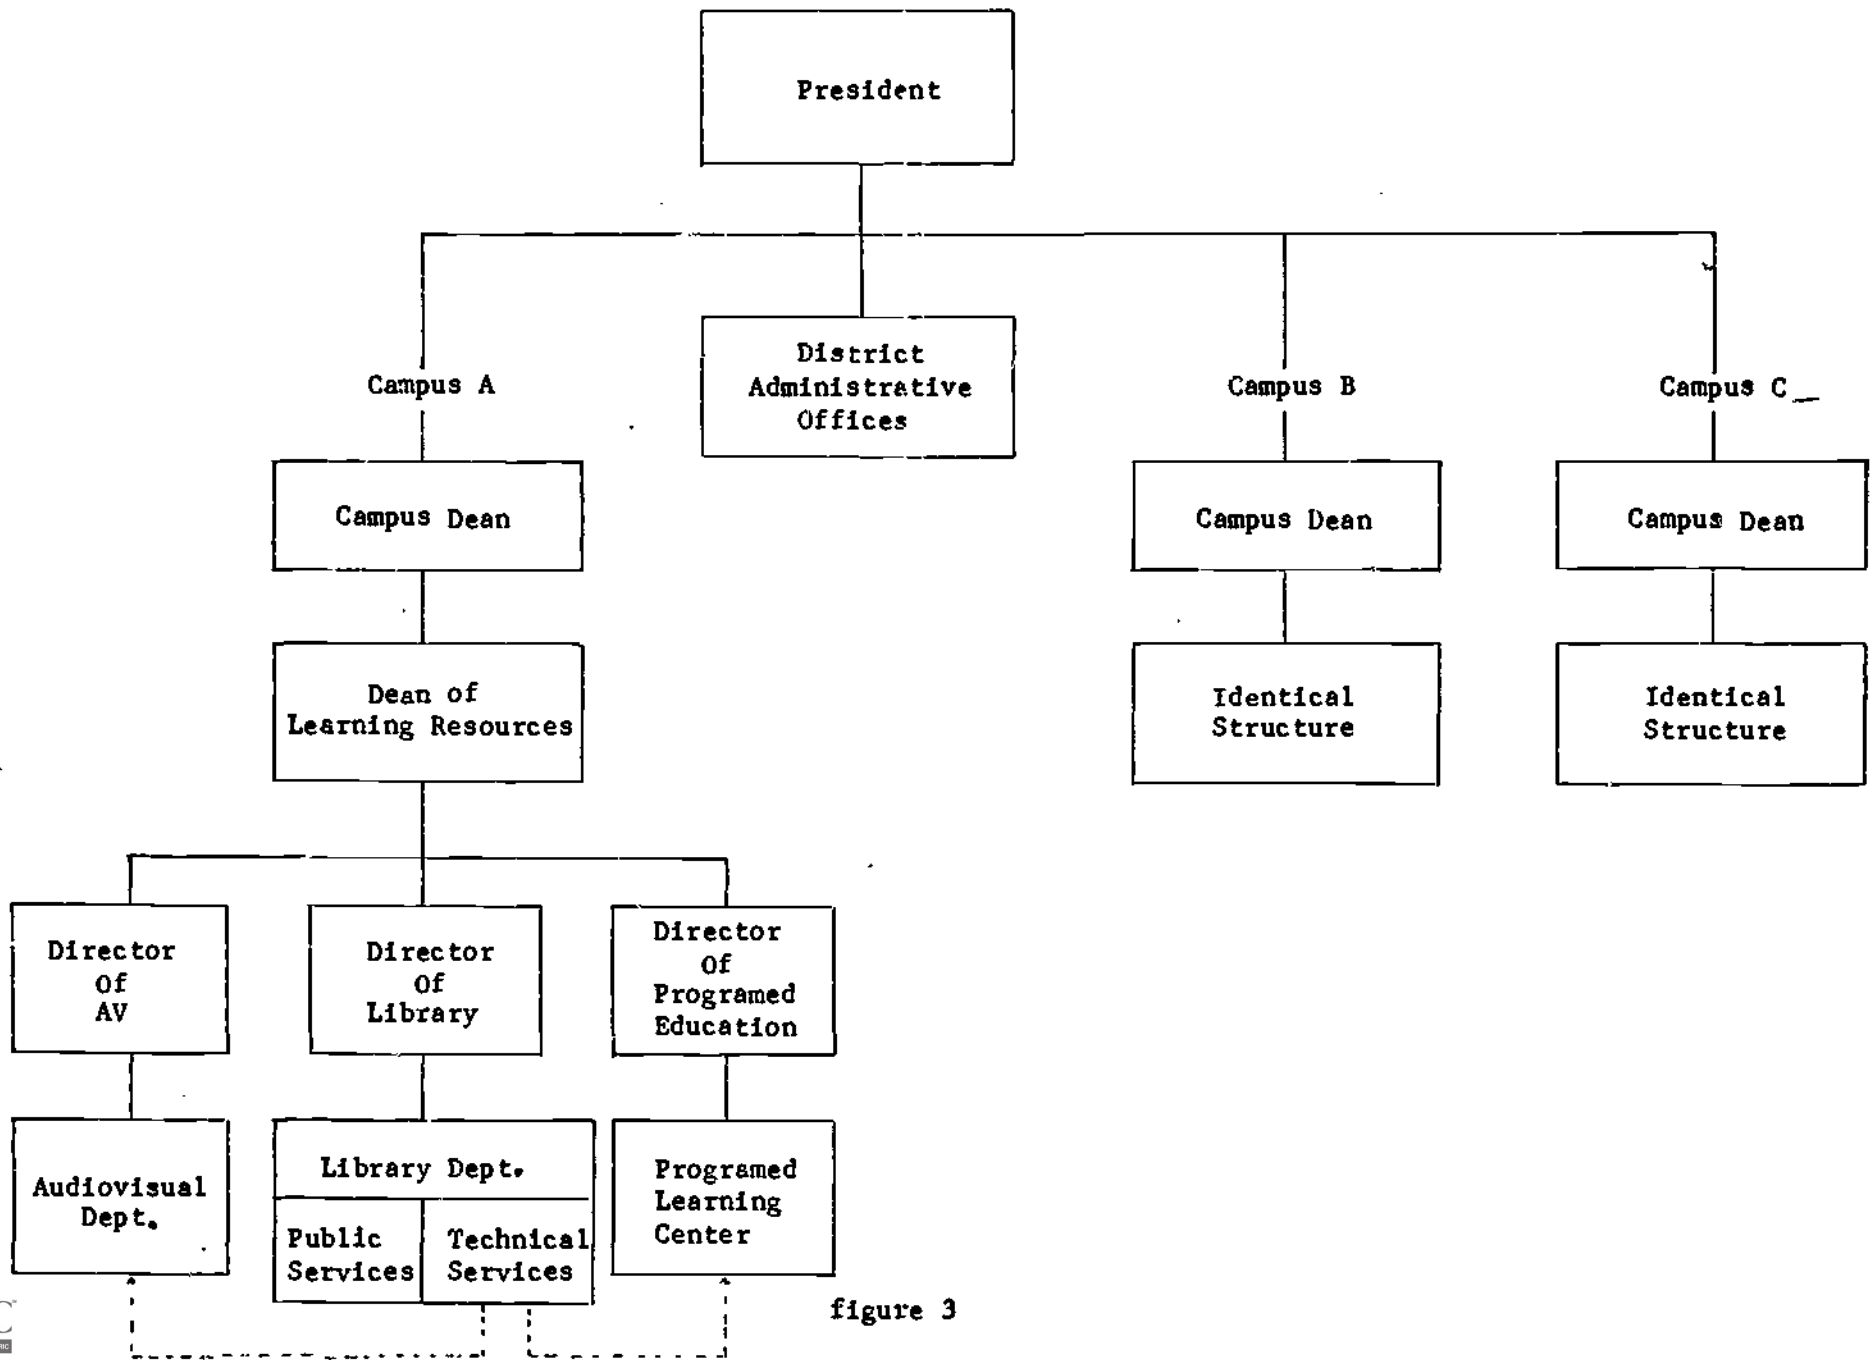 President
District
Administrative
Offices
Campus A
Campus B
Campus C
Campus Dean
Campus Dean
Campus Dean
Dean of
Learning Resources
Identical
Structure
Identical
Structure
Director
Of
AV
Director
Of
Library
Director
Of
Programed
Education
Audiovisual
Dept.
Library Dept.
Public
Services
Technical
Services
Programed
Learning
Center
figure 3